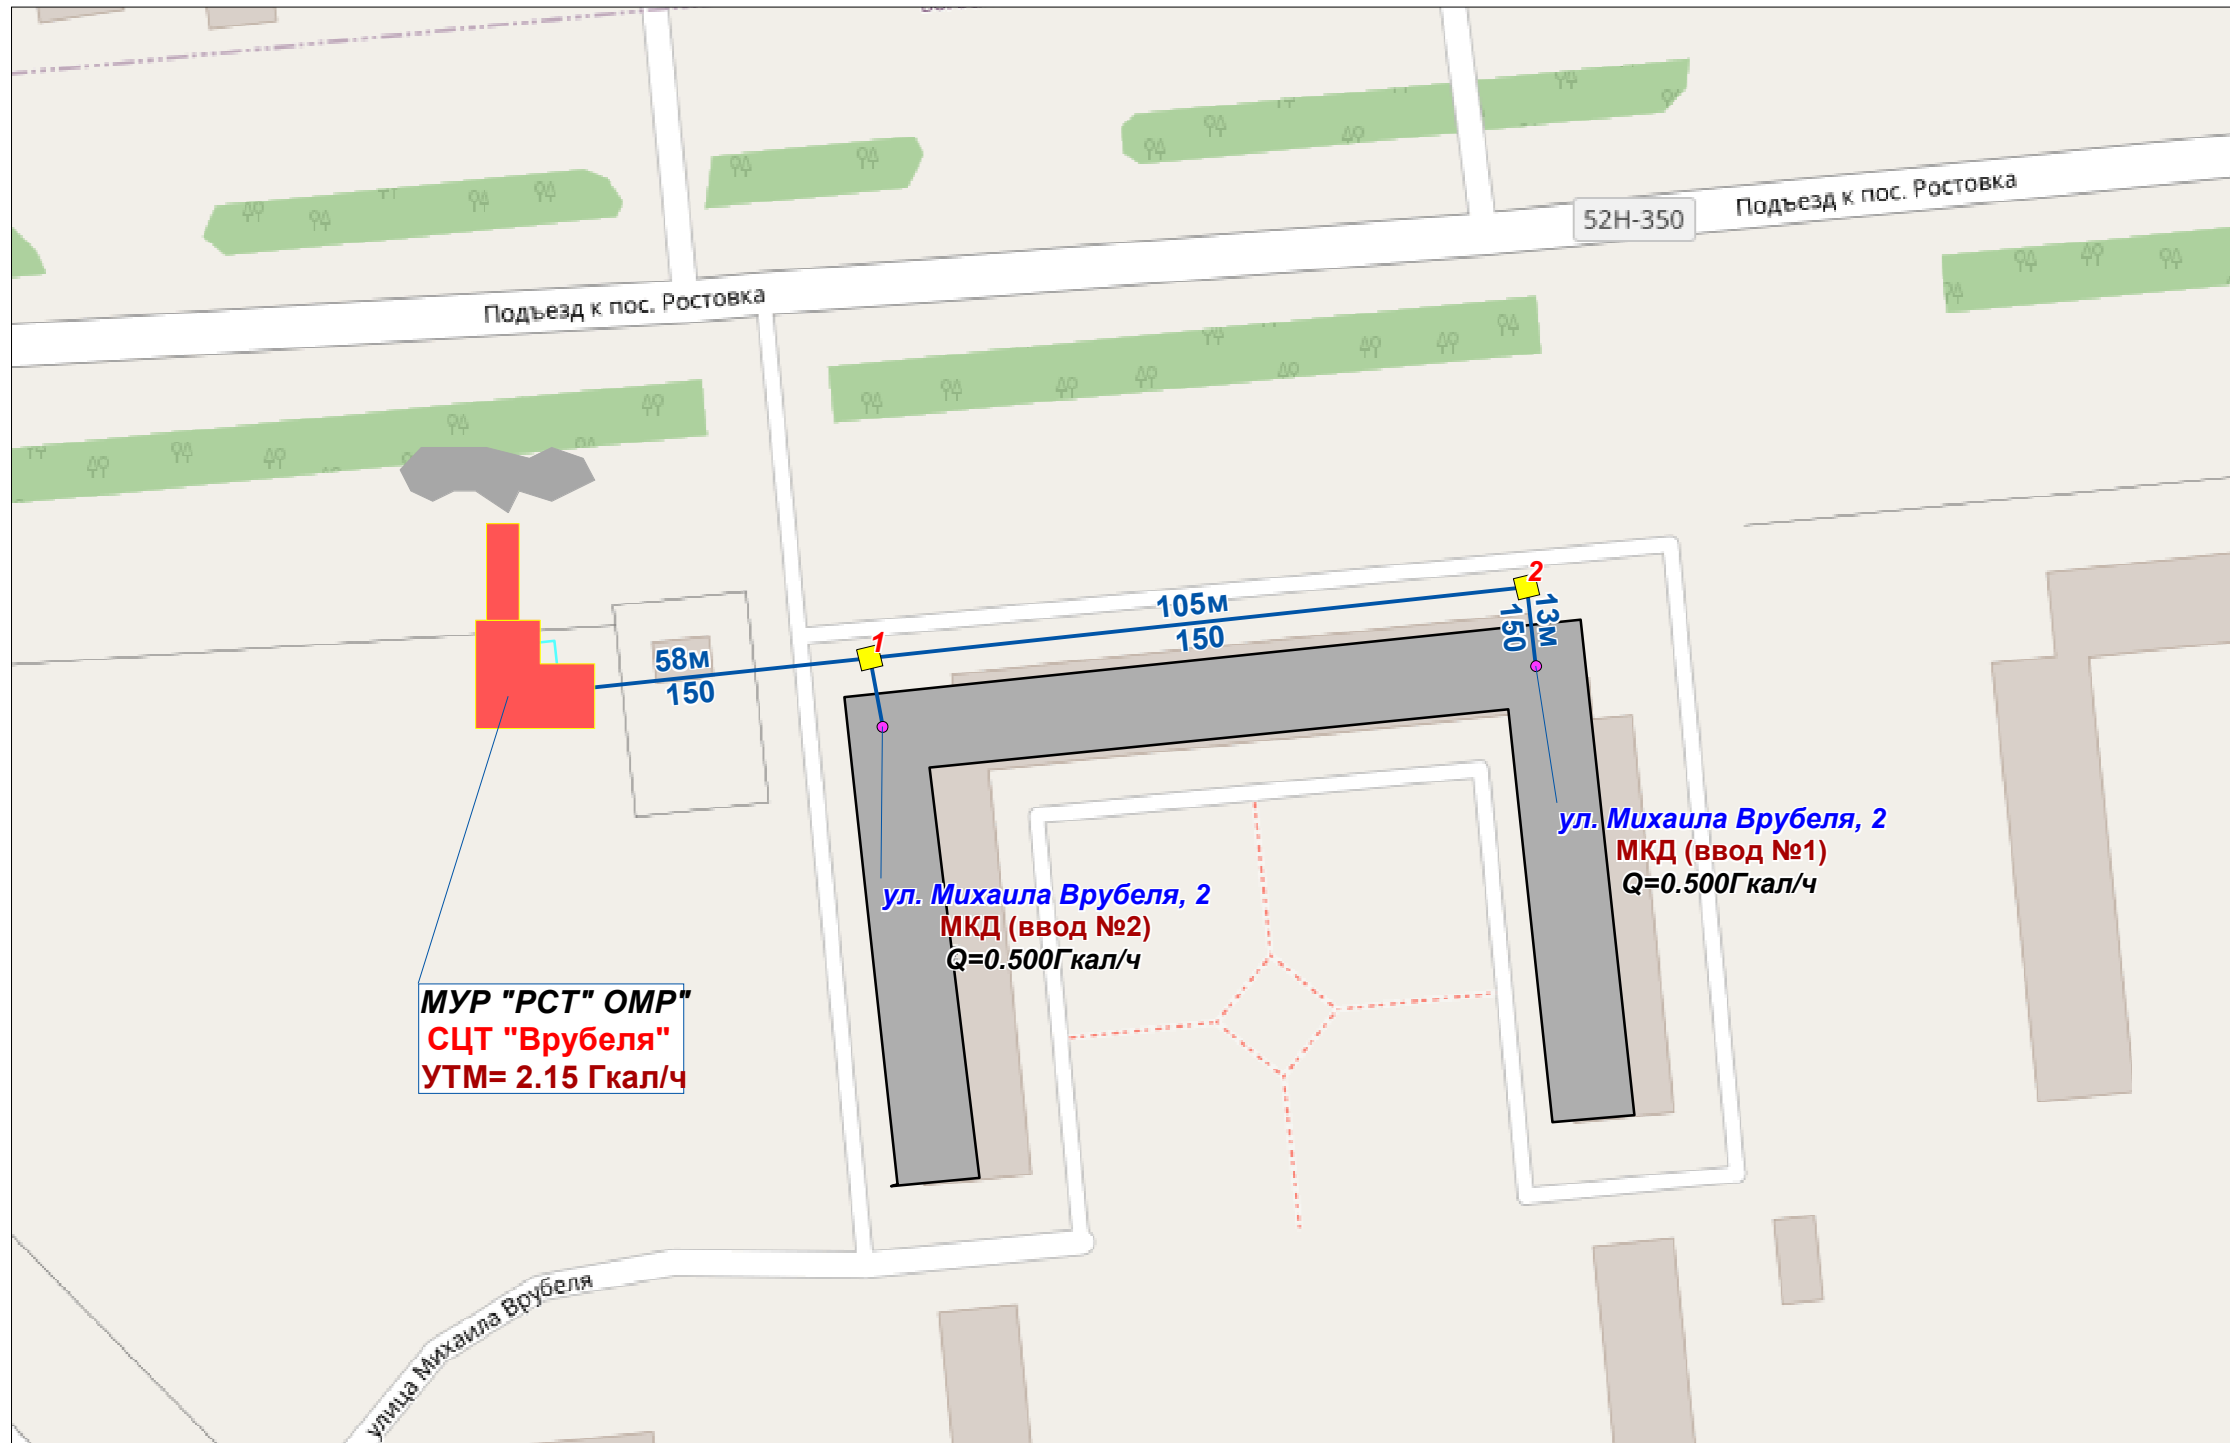 52Н-350
Подъезд к пос. Ростовка
Подъезд к пос. Ростовка
2
1
105м
150
13м
150
58м
150
ул. Михаила Врубеля, 2
МКД (ввод №1)
Q=0.500Гкал/ч
ул. Михаила Врубеля, 2
МКД (ввод №2)
Q=0.500Гкал/ч
МУР "РСТ" ОМР"
СЦТ "Врубеля"
УТМ= 2.15 Гкал/ч
улица Михаила Врубеля